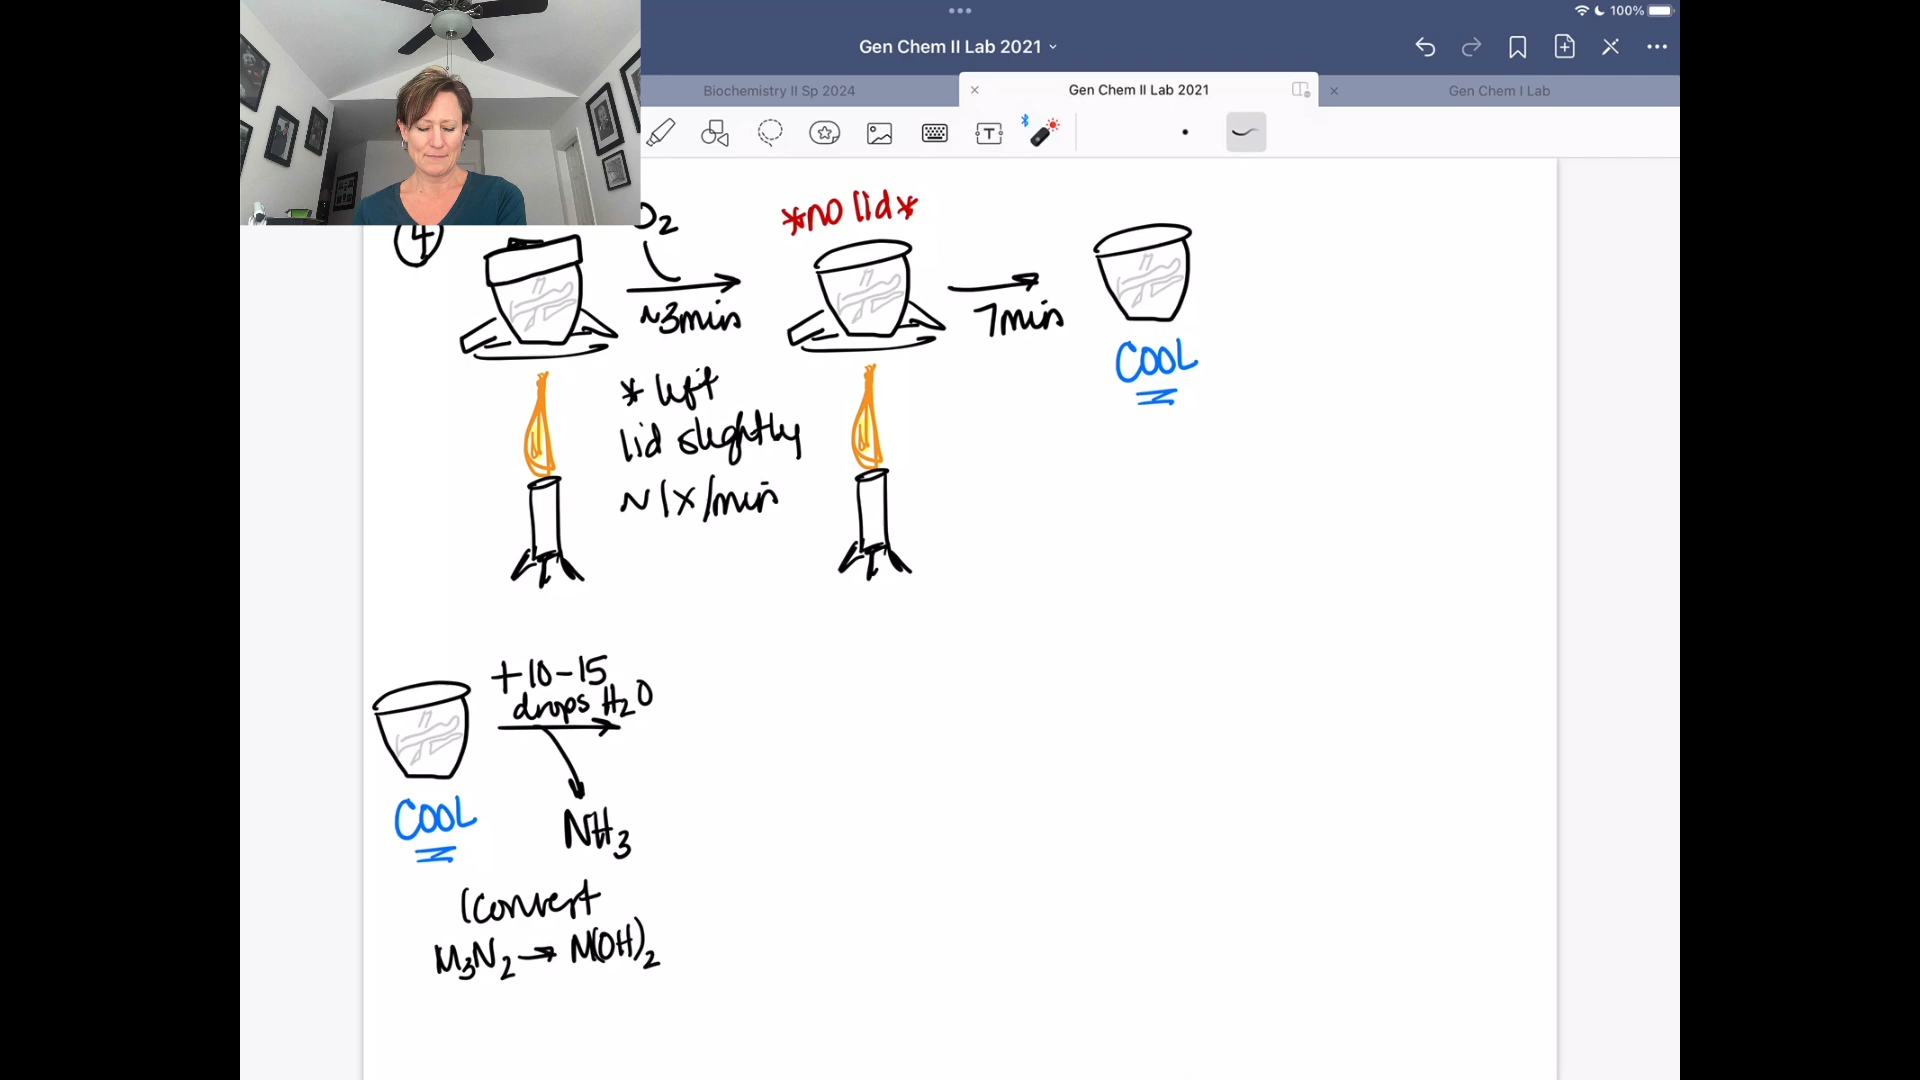 100%
Gen Chem II Lab 2021
Biochemistry II Sp 2024
Gen Chem II Lab 2021
Gen Chem I Lab
T
4
O2
*no lid*
~3min
7min
COOL
* lift
lid slightly
~1x/min
+10-15
drops H2O
COOL
NH3
(convert
M3N2→M(OH)2